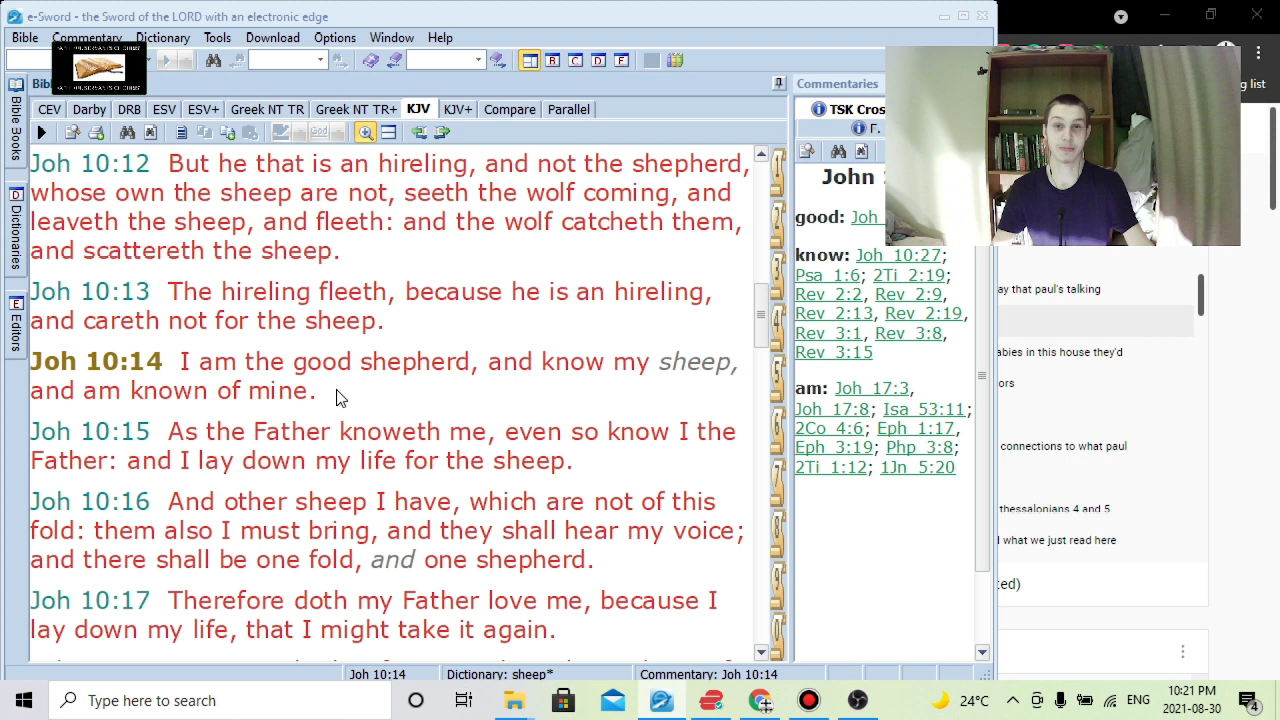 e-Sword - the Sword of the LORD with an electronic edge
Bible Commentary Dictionary Tools Download Options Window Help
CEV Darby DRB ESV ESV+ Greek NT TR Greek NT TR+ KJV KJV+ Compare Parallel
Bible Books
Dictionaries
Editors
Joh 10:12 But he that is an hireling, and not the shepherd,
whose own the sheep are not, seeth the wolf coming, and
leaveth the sheep, and fleeth: and the wolf catcheth them,
and scattereth the sheep.
Joh 10:13 The hireling fleeth, because he is an hireling,
and careth not for the sheep.
Joh 10:14 I am the good shepherd, and know my sheep,
and am known of mine.
Joh 10:15 As the Father knoweth me, even so know I the
Father: and I lay down my life for the sheep.
Joh 10:16 And other sheep I have, which are not of this
fold: them also I must bring, and they shall hear my voice;
and there shall be one fold, and one shepherd.
Joh 10:17 Therefore doth my Father love me, because I
lay down my life, that I might take it again.
Commentaries
TSK Cros
Г.
John
good: Joh
know: Joh 10:27;
Psa 1:6; 2Ti 2:19;
Rev 2:2, Rev 2:9,
Rev 2:13, Rev 2:19,
Rev 3:1, Rev 3:8,
Rev 3:15
am: Joh 17:3,
Joh 17:8; Isa 53:11;
2Co 4:6; Eph 1:17,
Eph 3:19; Php 3:8;
2Ti 1:12; 1Jn 5:20
ng list
ay that paul's talking
abies in this house they'd
ors
connections to what paul
thessalonians 4 and 5
d what we just read here
ted)
Joh 10:14 Dictionary: sheep* Commentary: Joh 10:14
Type here to search
24°C ENG 10:21 PM
2021-08-30
4